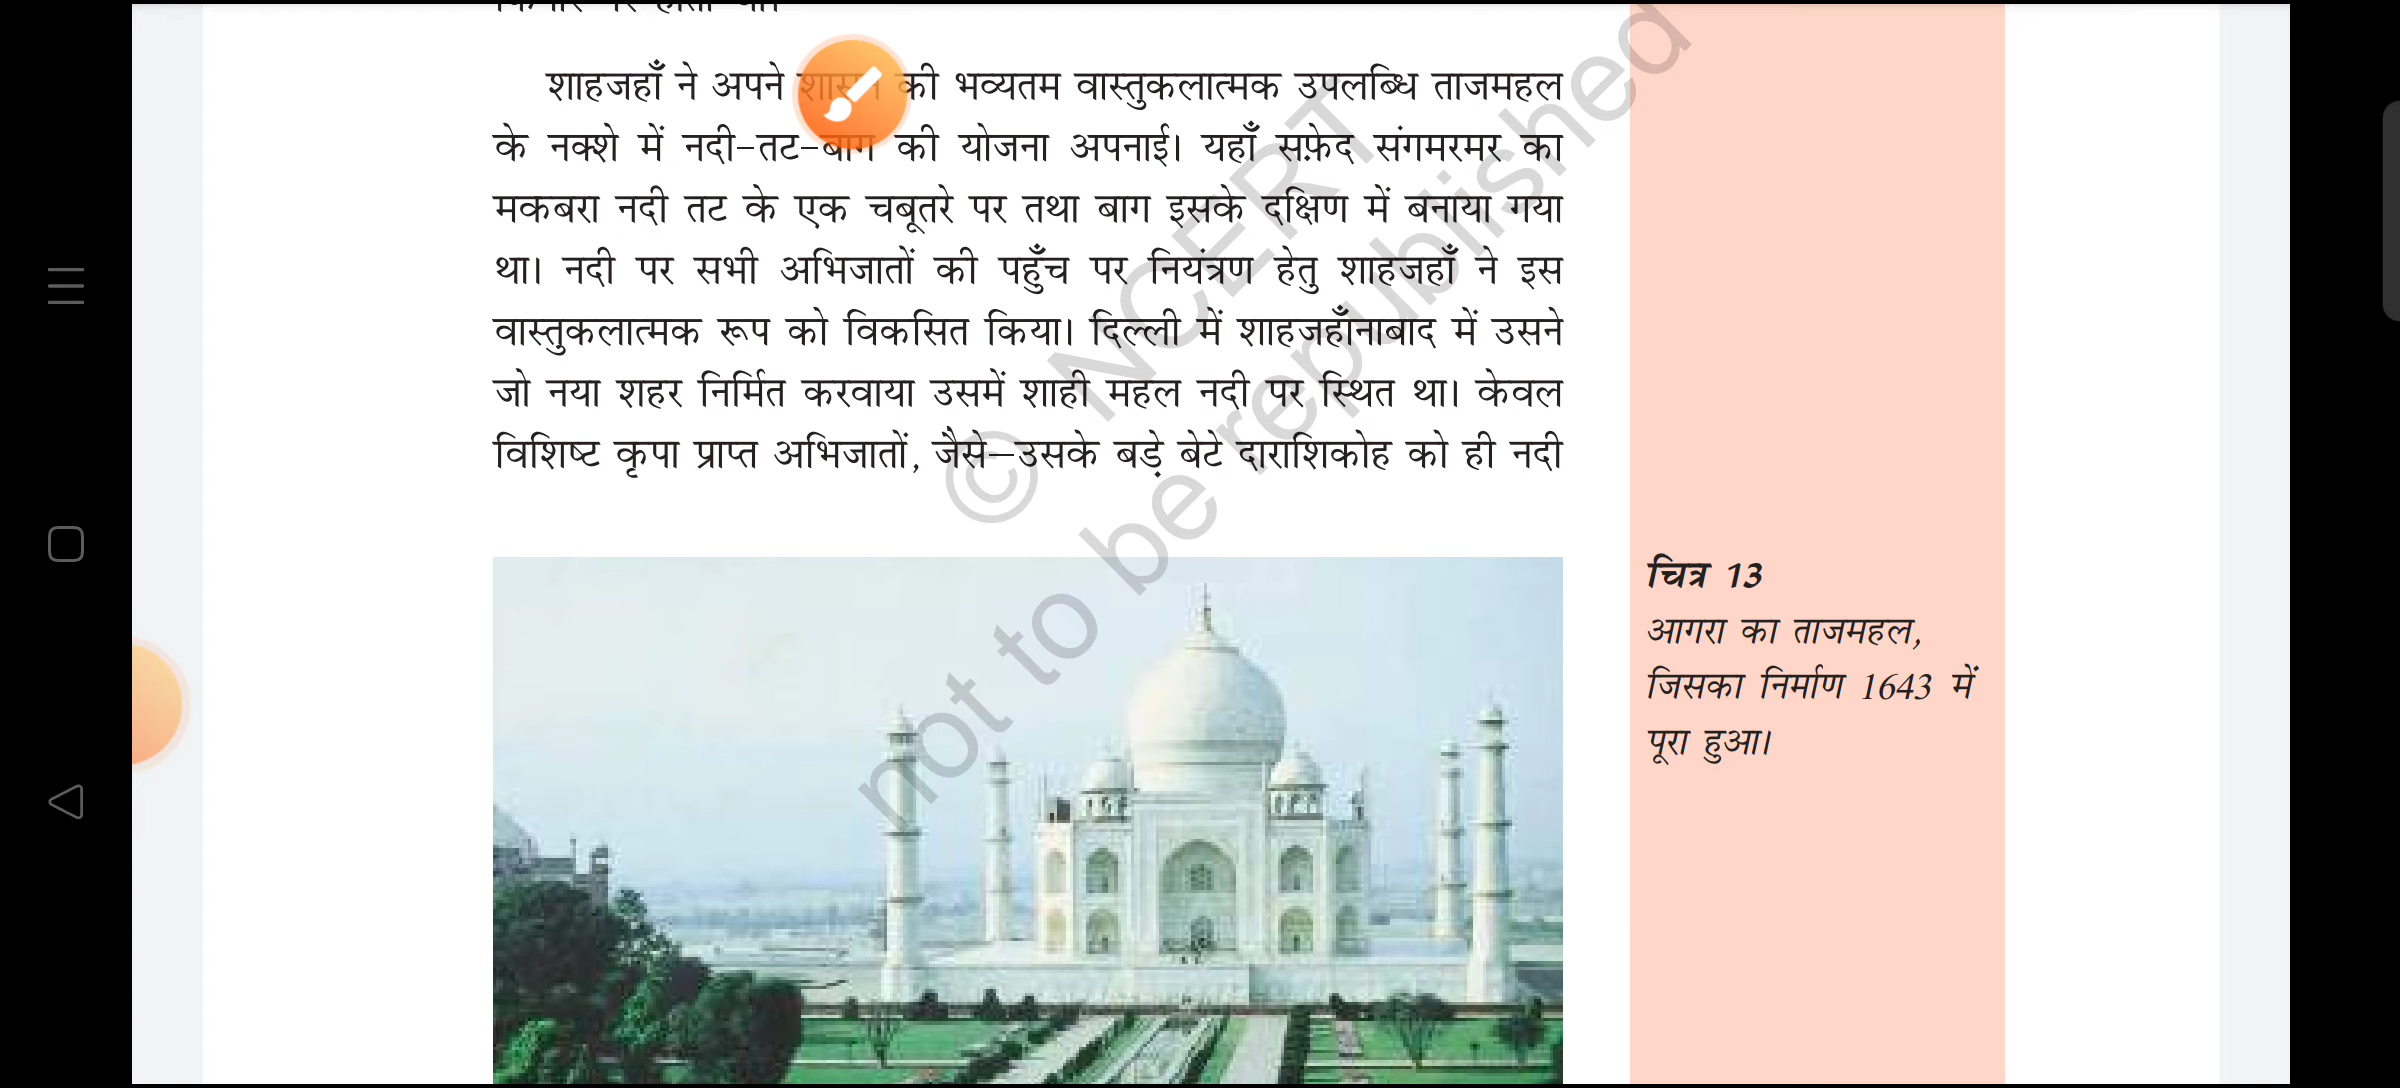 शाहजहाँ ने अपने की भव्यतम वास्तुकलात्मक उपलब्धि ताजमहल
के नक्शे में नदी-तट-बाग की योजना अपनाई। यहाँ सफ़ेद संगमरमर का
मकबरा नदी तट के एक चबूतरे पर तथा बाग इसके दक्षिण में बनाया गया
था। नदी पर सभी अभिजातों की पहुँच पर नियंत्रण हेतु शाहजहाँ ने इस
वास्तुकलात्मक रूप को विकसित किया। दिल्ली में शाहजहाँनाबाद में उसने
जो नया शहर निर्मित करवाया उसमें शाही महल नदी पर स्थित था। केवल
विशिष्ट कृपा प्राप्त अभिजातों, जैसे—उसके बड़े बेटे दाराशिकोह को ही नदी
© NCERT
not to be republished
चित्र 13
आगरा का ताजमहल,
जिसका निर्माण 1643 में
पूरा हुआ।